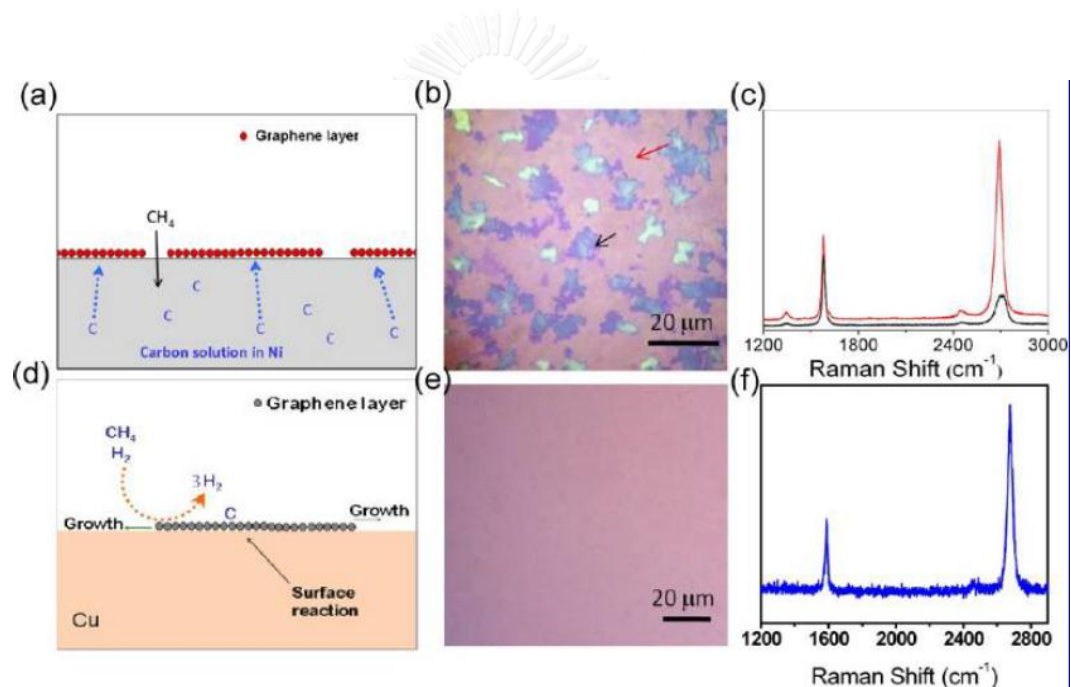 (a)
Graphene layer
CH₄
C
C
C
C
C
C
Carbon solution in Ni
(b)
20 μm
(c)
1200 1800 2400 3000
Raman Shift (cm⁻¹)
(d)
Graphene layer
CH₄
H₂
3H₂
C
Growth
Growth
Surface
reaction
Cu
(e)
20 μm
(f)
1200 1600 2000 2400 2800
Raman Shift (cm⁻¹)